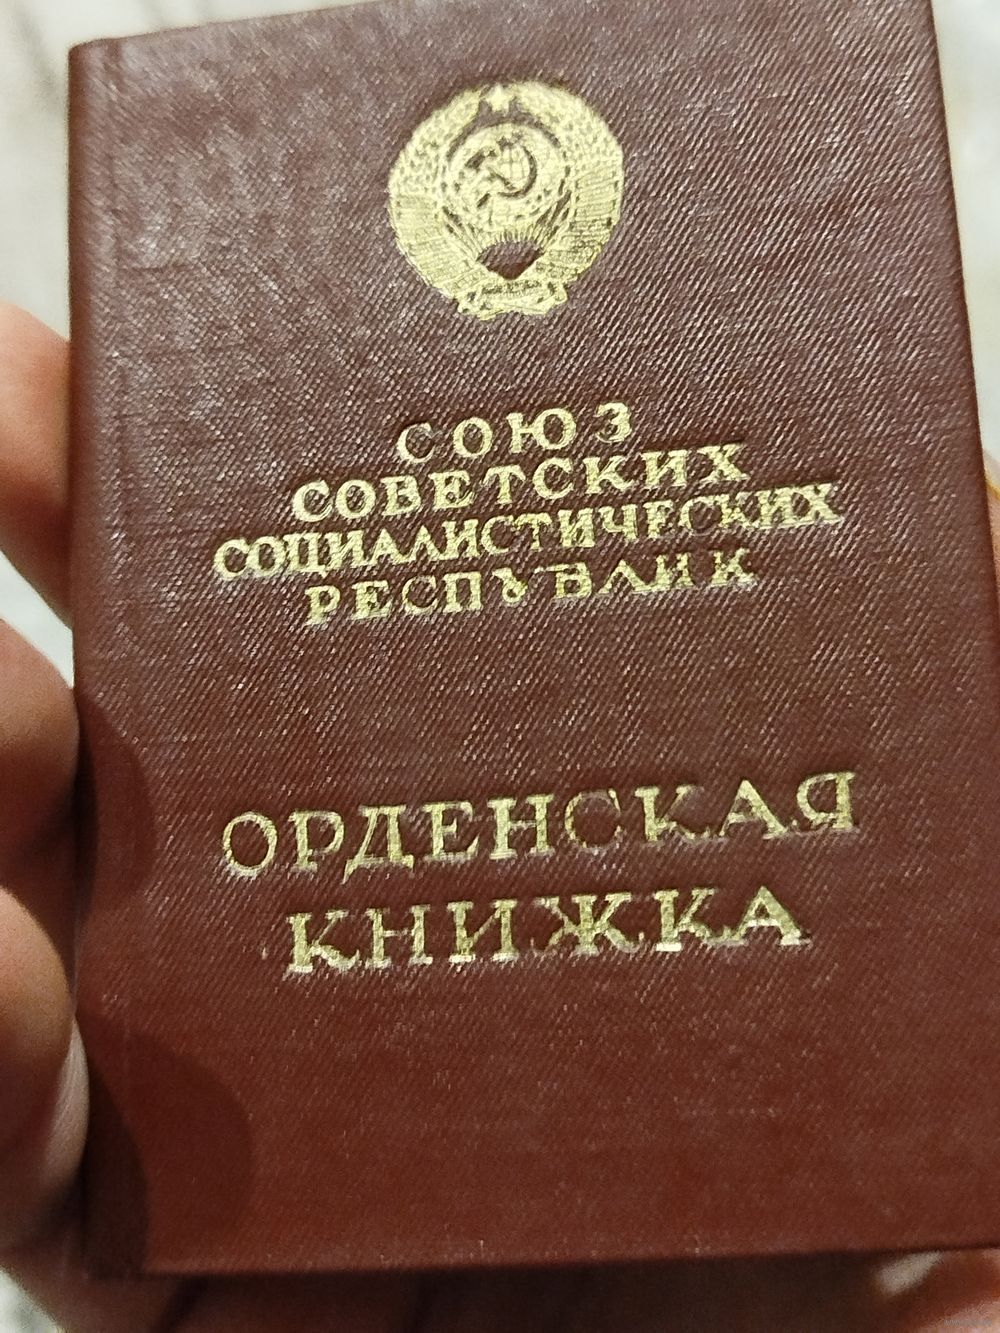 СОЮЗ
СОВЕТСКИХ
СОЦИАЛИСТИЧЕСКИХ
РЕСПУБЛИК
ОРДЕНСКАЯ
КНИЖКА